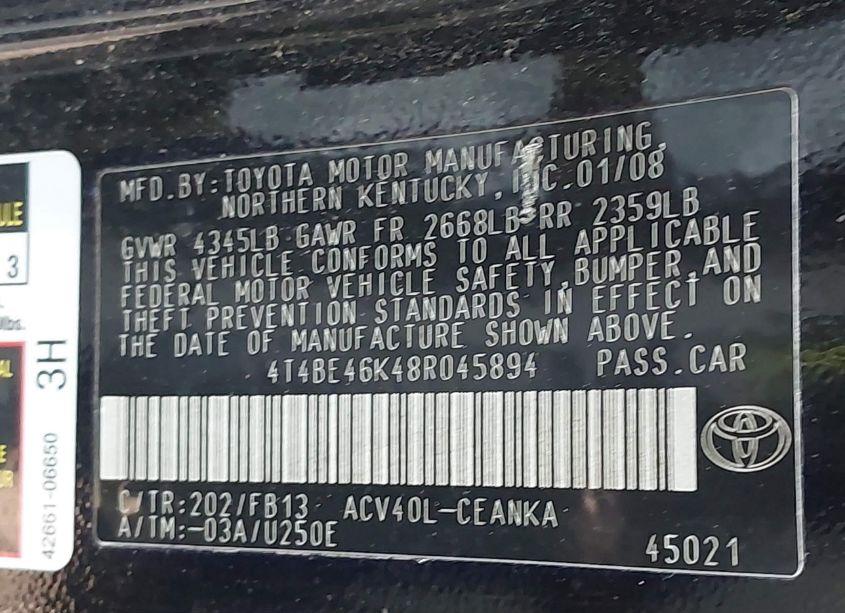 MFD.BY:TOYOTA MOTOR MANUFACTURING,
NORTHERN KENTUCKY, INC.01/08
GVWR 4345LB GAWR FR 2668LB RR 2359LB
THIS VEHICLE CONFORMS TO ALL APPLICABLE
FEDERAL MOTOR VEHICLE SAFETY,BUMPER,AND
THEFT PREVENTION STANDARDS IN EFFECT ON
THE DATE OF MANUFACTURE SHOWN ABOVE.
4T4BE46K48R045894 PASS.CAR
C/TR:202/FB13 ACV40L-CEANKA
A/TM:-03A/U250E
45021
3
3H
42661-06650